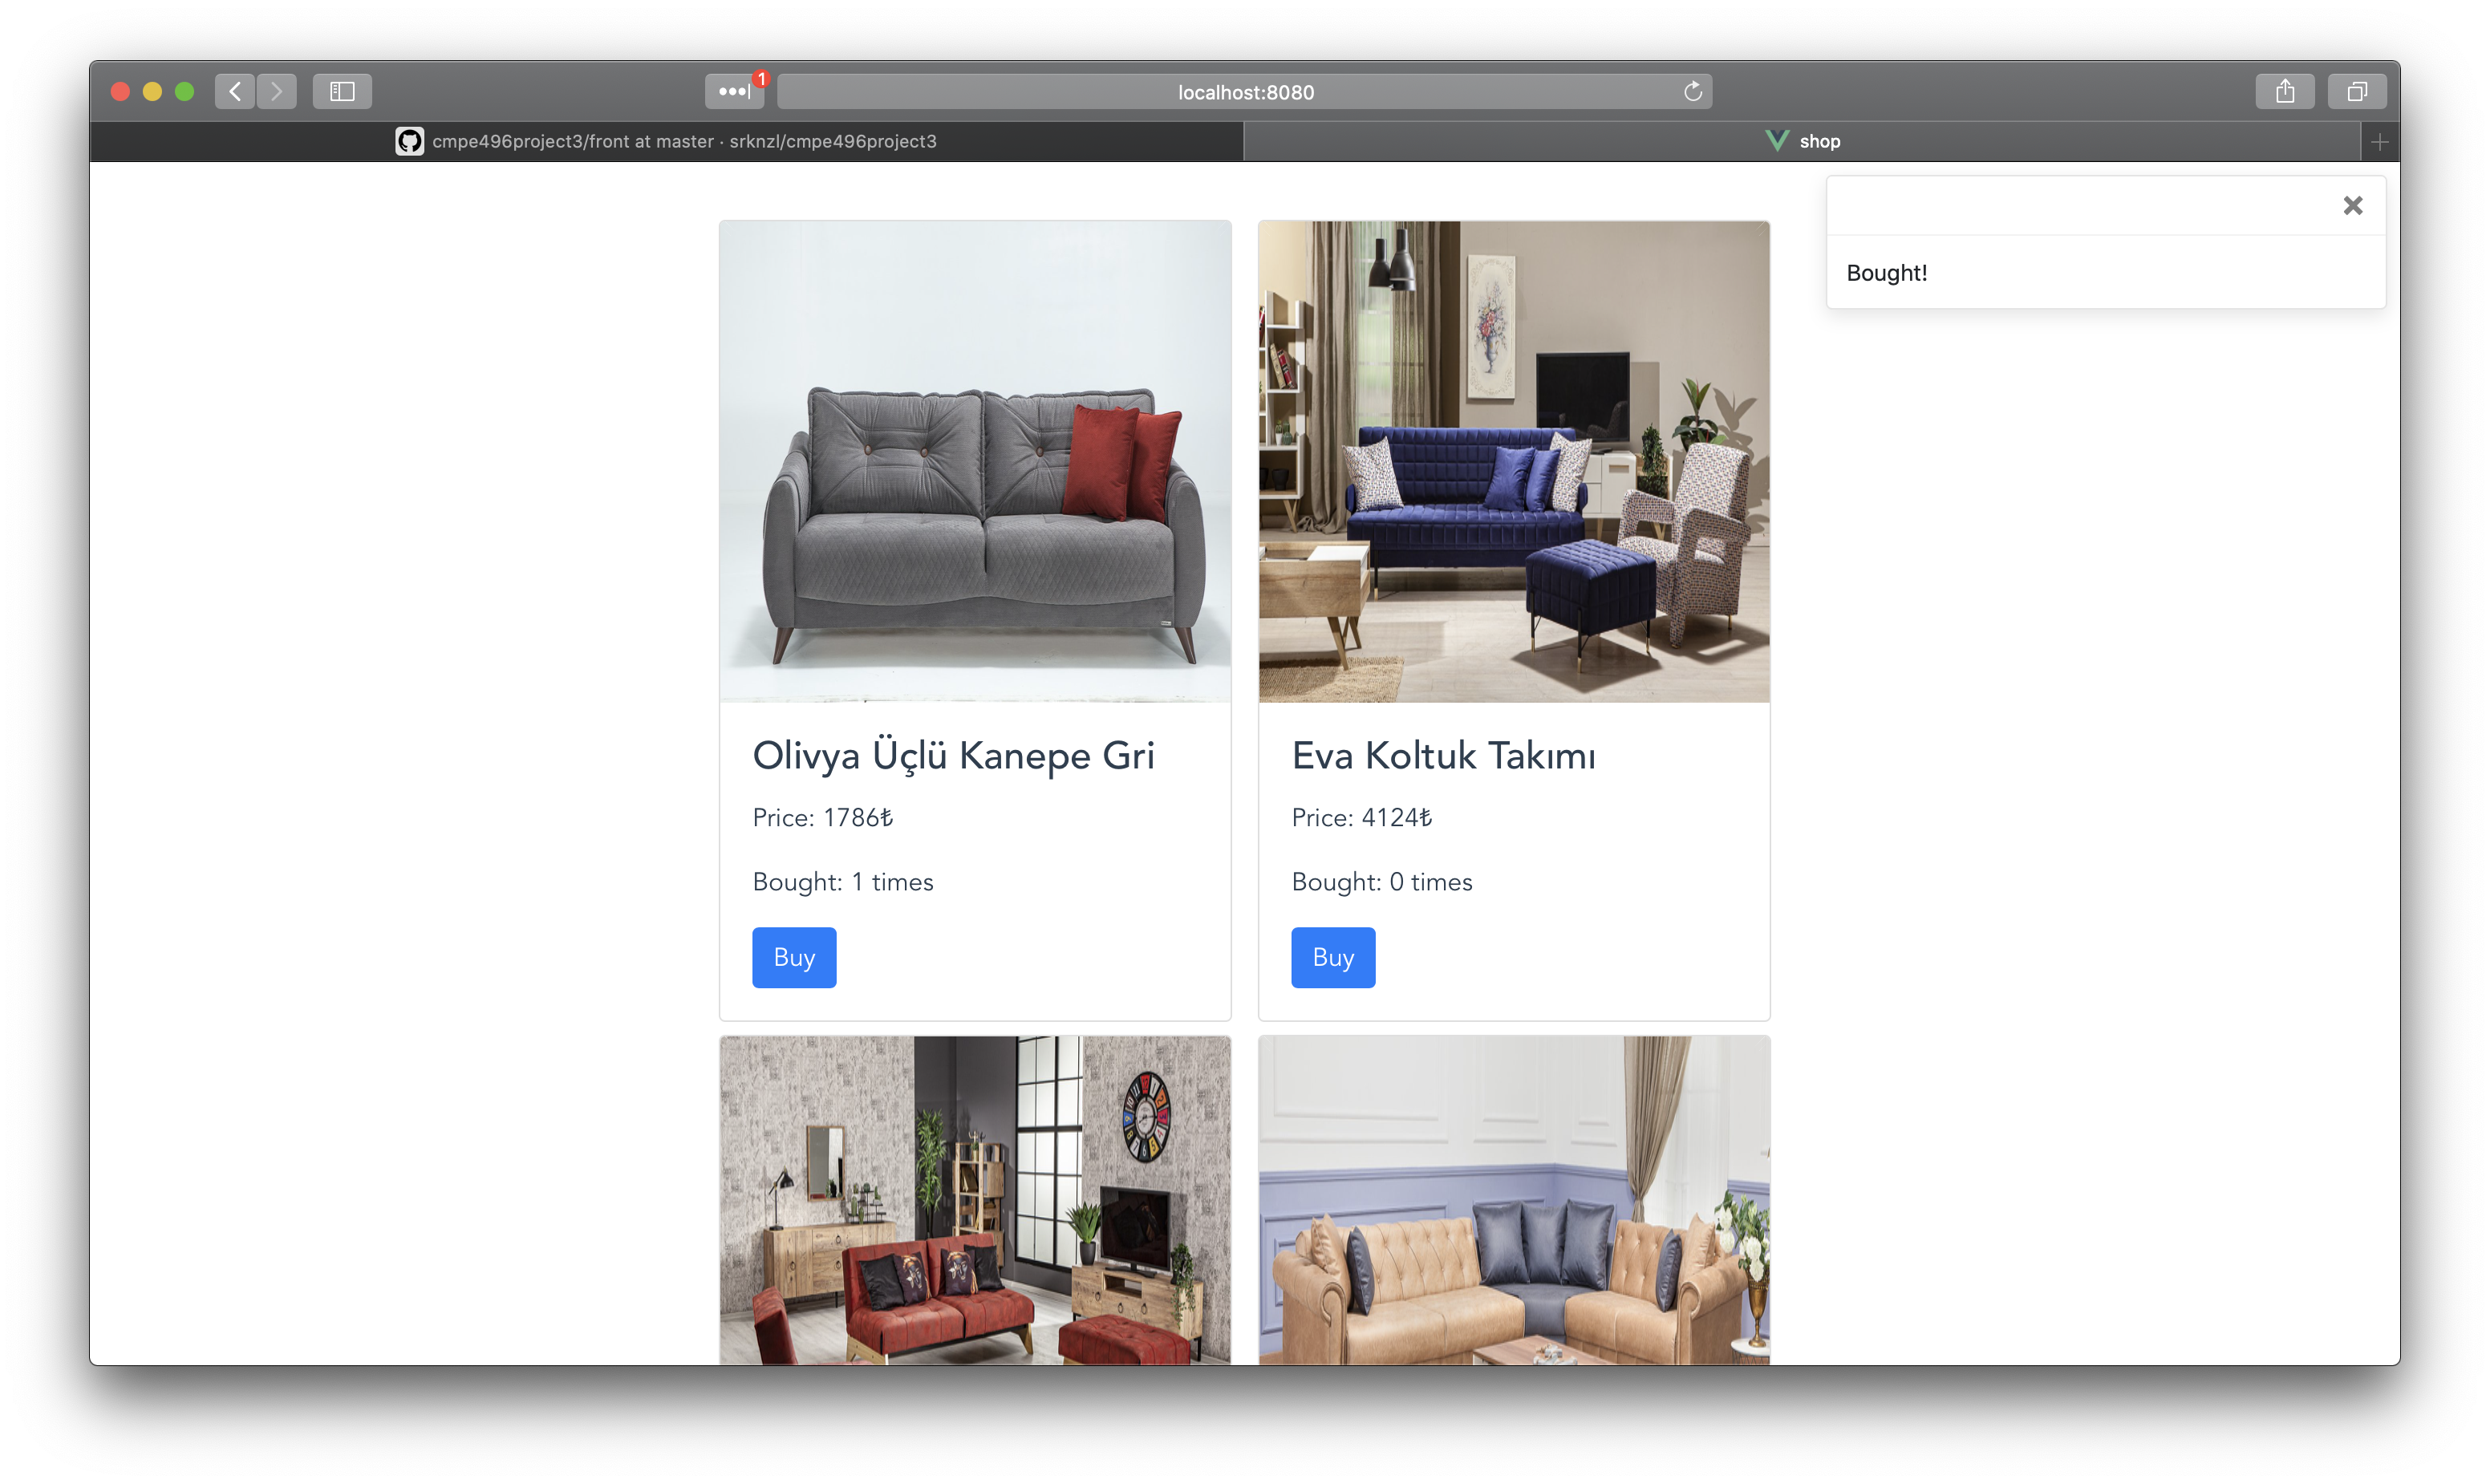 1
localhost:8080
cmpe496project3/front at master · srknzl/cmpe496project3
shop
Bought!
Olivya Üçlü Kanepe Gri
Price: 1786₺
Bought: 1 times
Buy
Eva Koltuk Takımı
Price: 4124₺
Bought: 0 times
Buy